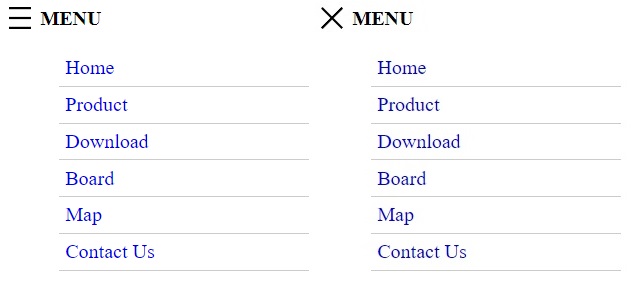 MENU
Home
Product
Download
Board
Map
Contact Us
MENU
Home
Product
Download
Board
Map
Contact Us